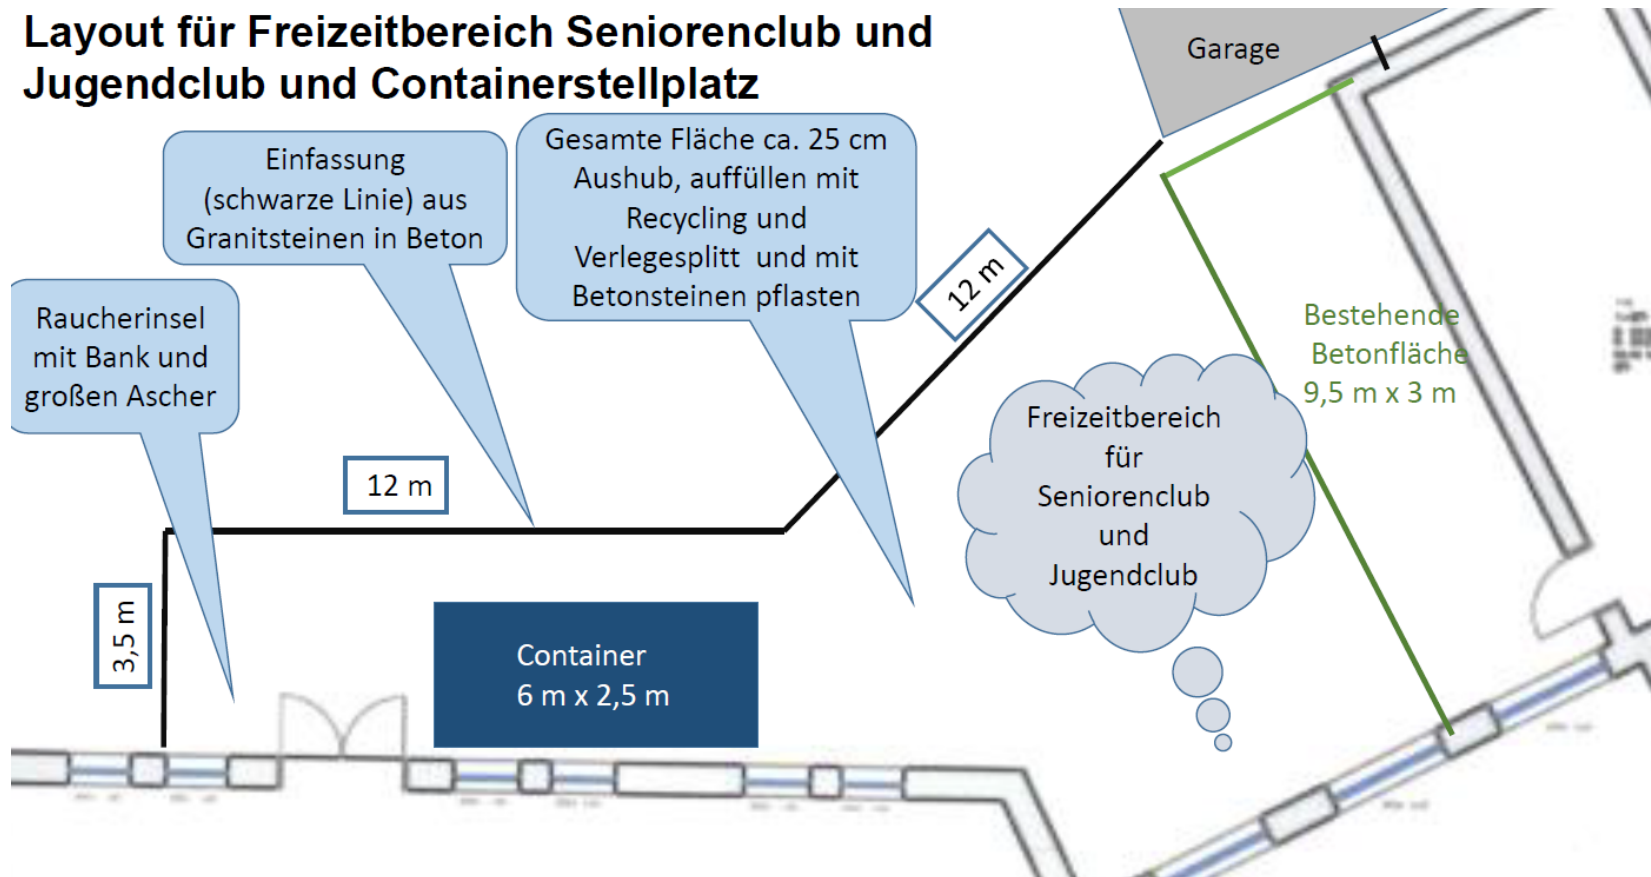 Layout für Freizeitbereich Seniorenclub und
Jugendclub und Containerstellplatz
Garage
Einfassung
(schwarze Linie) aus
Granitsteinen in Beton
Gesamte Fläche ca. 25 cm
Aushub, auffüllen mit
Recycling und
Verlegesplitt und mit
Betonsteinen pflasten
Raucherinsel
mit Bank und
großen Ascher
12 m
12 m
3,5 m
Bestehende
Betonfläche
9,5 m x 3 m
Freizeitbereich
für
Seniorenclub
und
Jugendclub
Container
6 m x 2,5 m